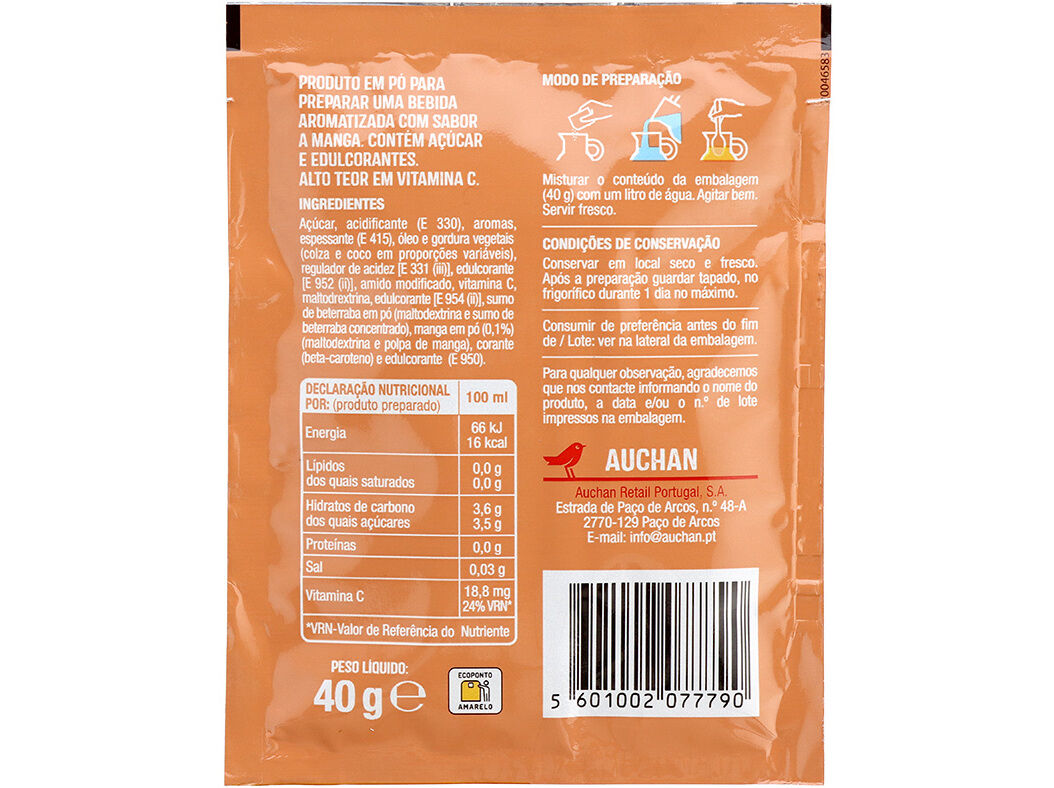 PRODUTO EM PÓ PARA
PREPARAR UMA BEBIDA
AROMATIZADA COM SABOR
A MANGA. CONTÉM AÇÚCAR
E EDULCORANTES.
ALTO TEOR EM VITAMINA C.
INGREDIENTES
Açúcar, acidificante (E 330), aromas,
espessante (E 415), óleo e gordura vegetais
(colza e coco em proporções variáveis),
regulador de acidez [E 331 (iii)], edulcorante
[E 952 (ii)], amido modificado, vitamina C,
maltodrextrina, edulcorante [E 954 (ii)], sumo
de beterraba em pó (maltodextrina e sumo de
beterraba concentrado), manga em pó (0,1%)
(maltodextrina e polpa de manga), corante
(beta-caroteno) e edulcorante (E 950).
DECLARAÇÃO NUTRICIONAL
POR: (produto preparado) 100 ml
Energia 66 kJ
16 kcal
Lípidos 0,0 g
dos quais saturados 0,0 g
Hidratos de carbono 3,6 g
dos quais açúcares 3,5 g
Proteínas 0,0 g
Sal 0,03 g
Vitamina C 18,8 mg
24% VRN*
*VRN-Valor de Referência do Nutriente
PESO LÍQUIDO:
40 g ℮
ECOPONTO
AMARELO
MODO DE PREPARAÇÃO
Misturar o conteúdo da embalagem
(40 g) com um litro de água. Agitar bem.
Servir fresco.
CONDIÇÕES DE CONSERVAÇÃO
Conservar em local seco e fresco.
Após a preparação guardar tapado, no
frigorífico durante 1 dia no máximo.
Consumir de preferência antes do fim
de / Lote: ver na lateral da embalagem.
Para qualquer observação, agradecemos
que nos contacte informando o nome do
produto, a data e/ou o n.º de lote
impressos na embalagem.
AUCHAN
Auchan Retail Portugal, S.A.
Estrada de Paço de Arcos, n.º 48-A
2770-129 Paço de Arcos
E-mail: info@auchan.pt
5 601002 077790
0046583